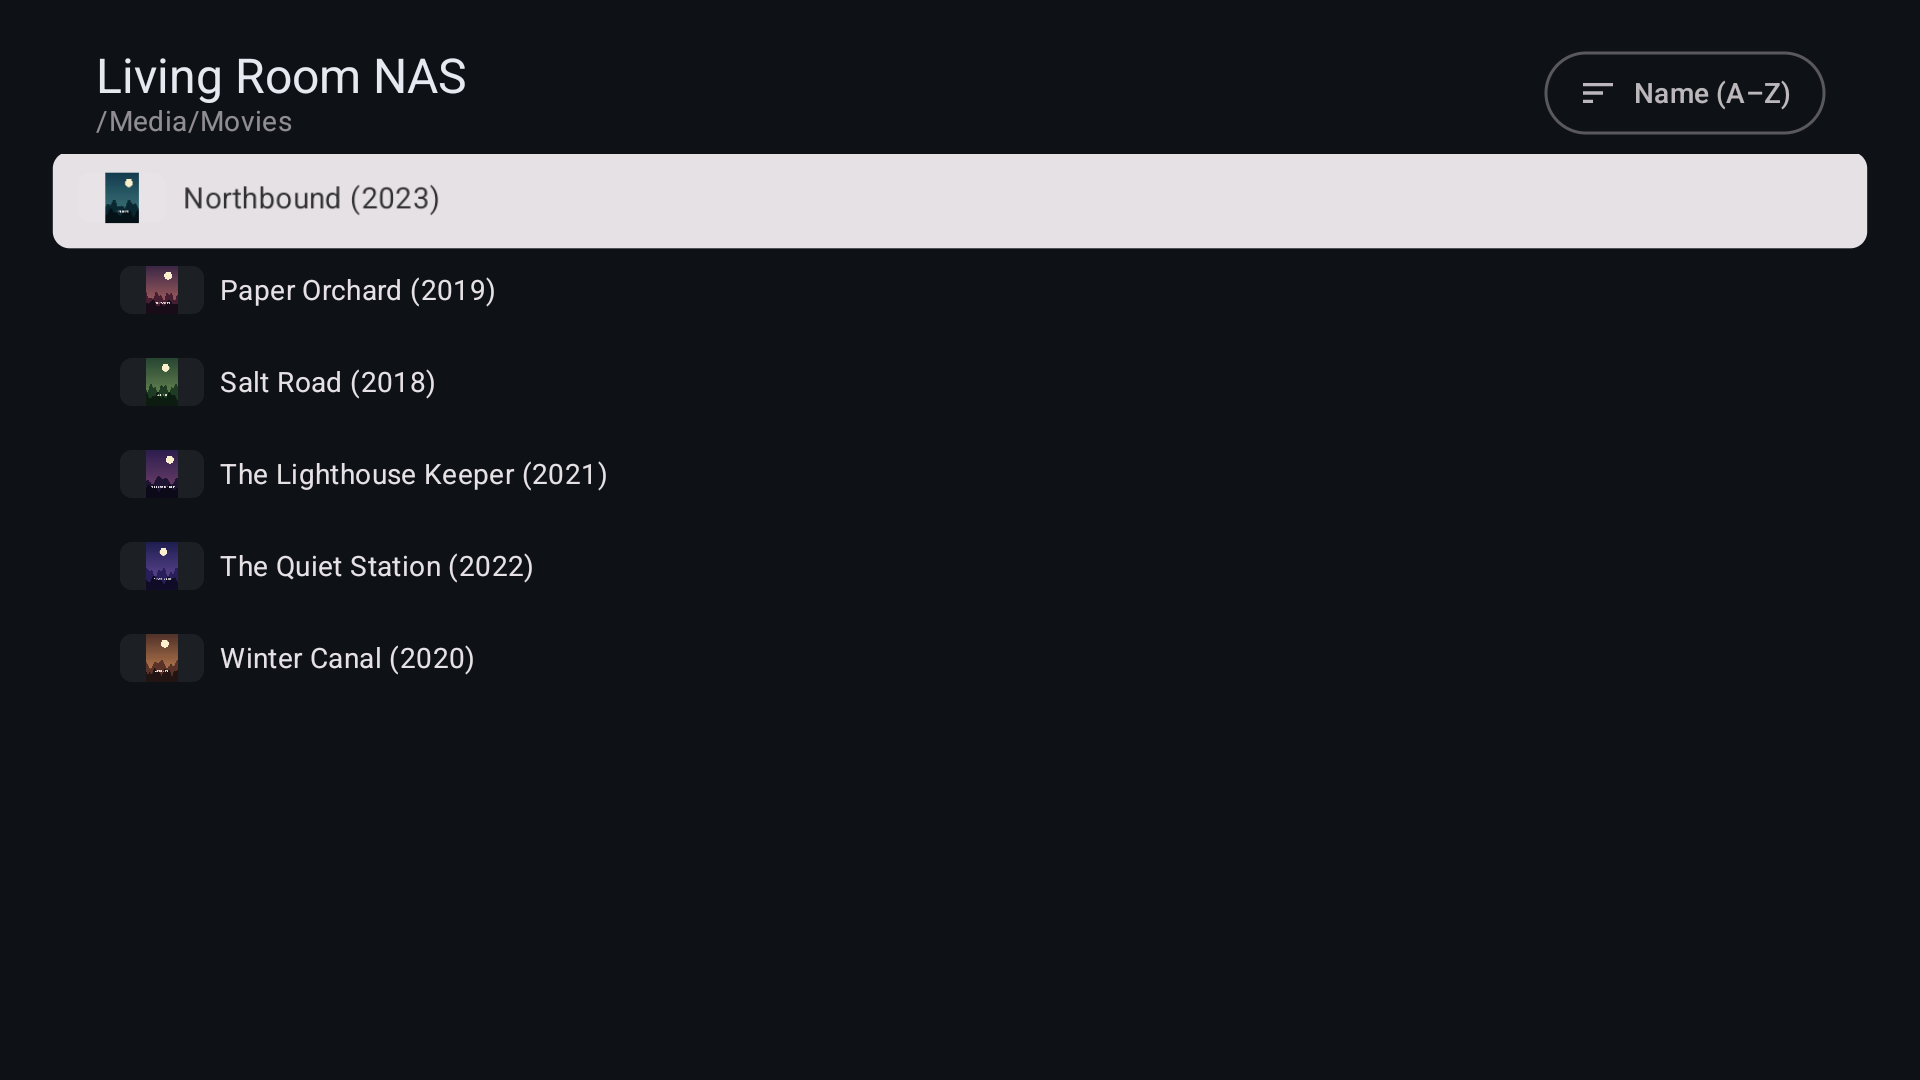 Living Room NAS
/Media/Movies
Name (A–Z)
Northbound (2023)
Paper Orchard (2019)
Salt Road (2018)
The Lighthouse Keeper (2021)
The Quiet Station (2022)
Winter Canal (2020)